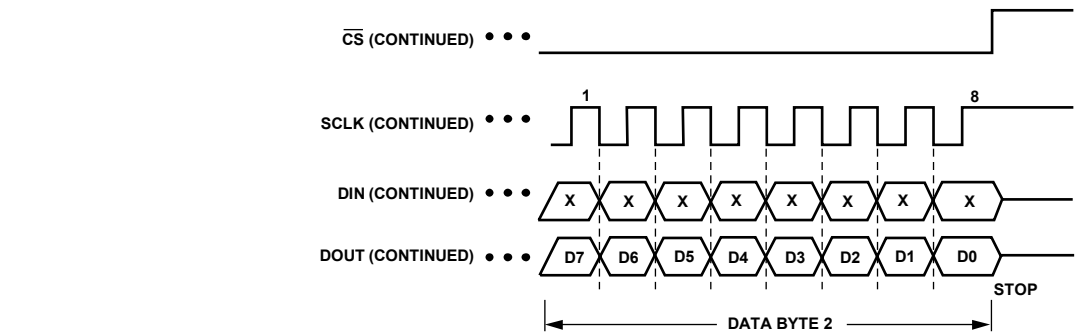 CS (CONTINUED)
1 8
SCLK (CONTINUED)
DIN (CONTINUED) X X X X X X X X
DOUT (CONTINUED) D7 D6 D5 D4 D3 D2 D1 D0
STOP
DATA BYTE 2